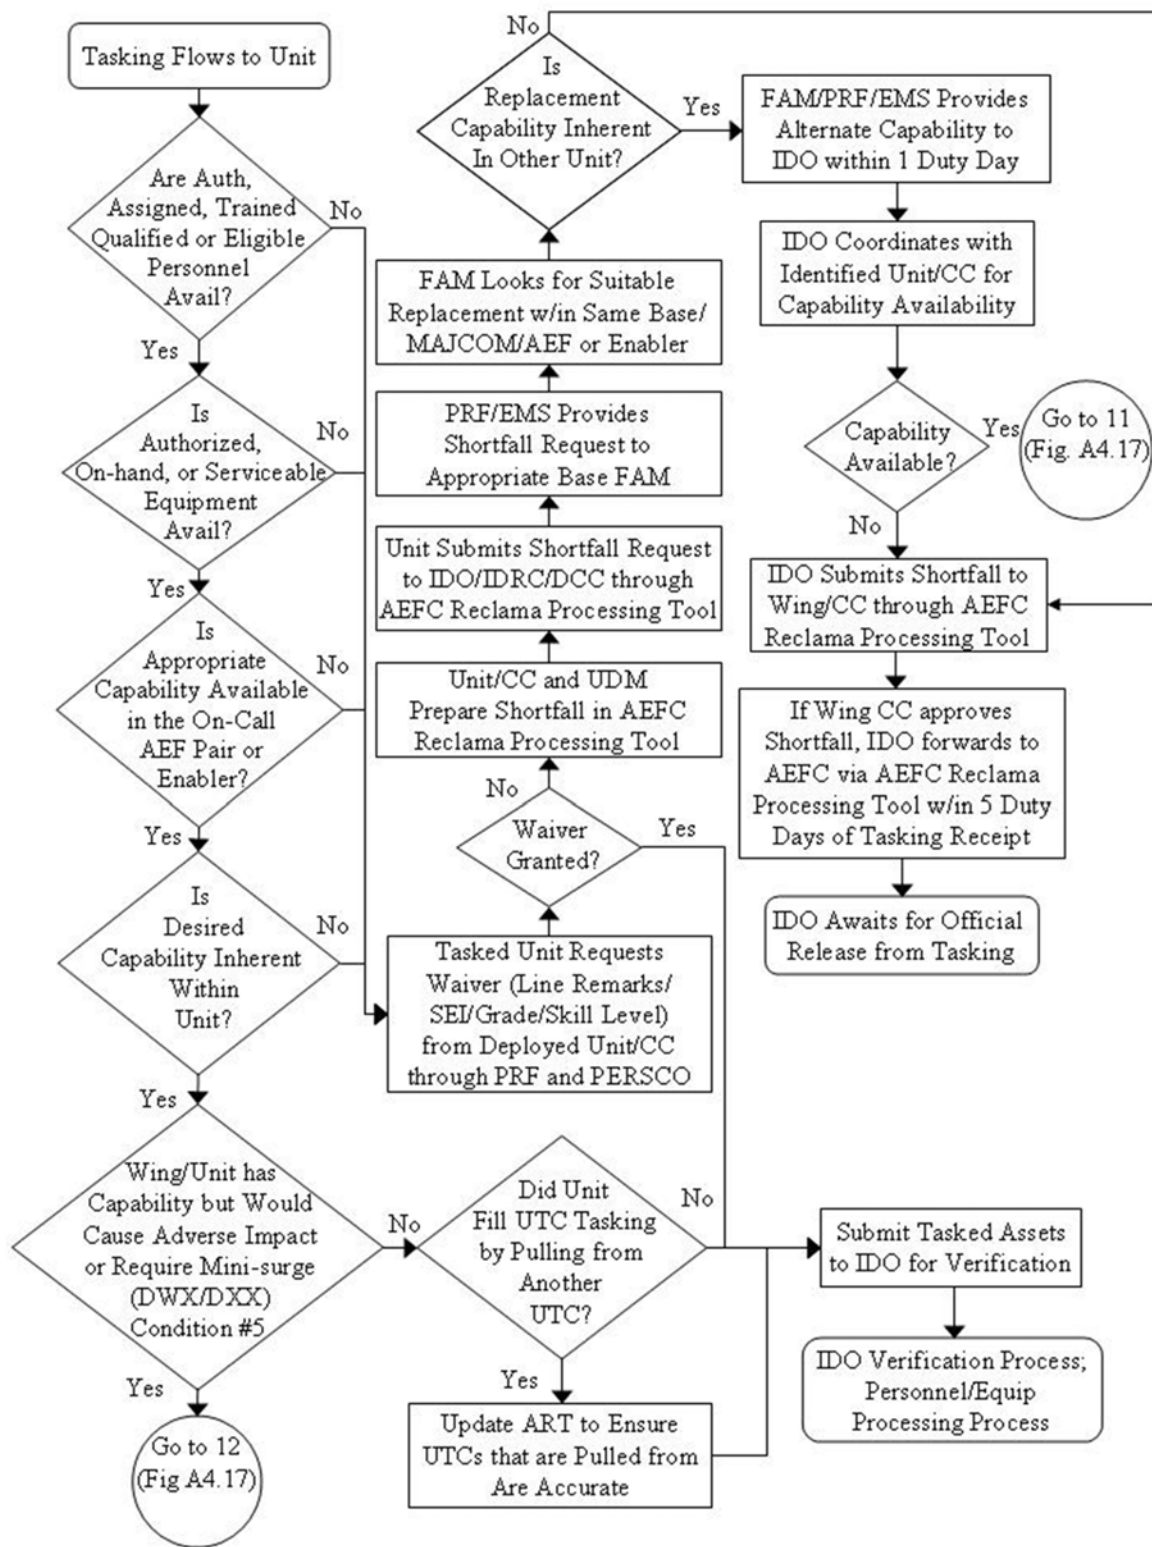 Tasking Flows to Unit
Are Auth,
Assigned, Trained
Qualified or Eligible
Personnel
Avail?
No
Yes
Is
Authorized,
On-hand, or Serviceable
Equipment
Avail?
No
Yes
Is
Appropriate
Capability Available
in the On-Call
AEF Pair or
Enabler?
No
Yes
Is
Desired
Capability Inherent
Within
Unit?
No
Yes
Wing/Unit has
Capability but Would
Cause Adverse Impact
or Require Mini-surge
(DWX/DXX)
Condition #5
No
Yes
Go to 12
(Fig A4.17)
No
Is
Replacement
Capability Inherent
In Other Unit?
Yes
FAM Looks for Suitable
Replacement w/in Same Base/
MAJCOM/AEF or Enabler
PRF/EMS Provides
Shortfall Request to
Appropriate Base FAM
Unit Submits Shortfall Request
to IDO/IDRC/DCC through
AEFC Reclama Processing Tool
Unit/CC and UDM
Prepare Shortfall in AEFC
Reclama Processing Tool
No
Waiver
Granted?
Yes
Tasked Unit Requests
Waiver (Line Remarks/
SEI/Grade/Skill Level)
from Deployed Unit/CC
through PRF and PERSCO
Did Unit
Fill UTC Tasking
by Pulling from
Another
UTC?
No
Yes
Update ART to Ensure
UTCs that are Pulled from
Are Accurate
FAM/PRF/EMS Provides
Alternate Capability to
IDO within 1 Duty Day
IDO Coordinates with
Identified Unit/CC for
Capability Availability
Capability
Available?
Yes
Go to 11
(Fig. A4.17)
No
IDO Submits Shortfall to
Wing/CC through AEFC
Reclama Processing Tool
If Wing CC approves
Shortfall, IDO forwards to
AEFC via AEFC Reclama
Processing Tool w/in 5 Duty
Days of Tasking Receipt
IDO Awaits for Official
Release from Tasking
Submit Tasked Assets
to IDO for Verification
IDO Verification Process;
Personnel/Equip
Processing Process